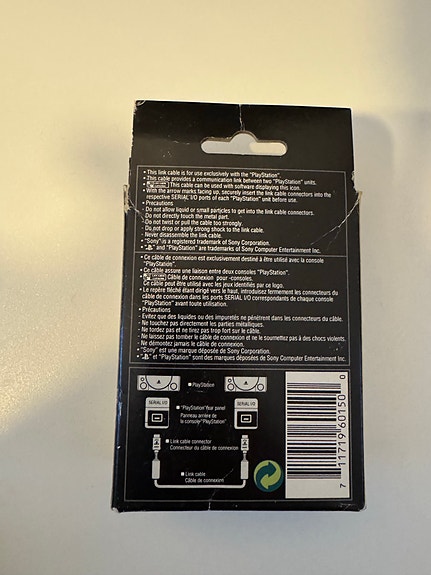 • This link cable is for use exclusively with the "PlayStation".
• This cable provides a communication link between two "PlayStation" units.
• This cable can be used with software displaying this icon.
• With the arrow marks facing up, securely insert the link cable connectors into the
respective SERIAL I/O ports of each "PlayStation" unit before use.
• Precautions
- Do not allow liquid or small particles to get into the link cable connectors.
- Do not directly touch the metal part.
- Do not twist or pull the cable too strongly.
- Do not drop or apply strong shock to the link cable.
- Never disassemble the link cable.
• "Sony" is a registered trademark of Sony Corporation.
• " " and "PlayStation" are trademarks of Sony Computer Entertainment Inc.
• Ce câble de connexion est exclusivement destiné à être utilisé avec la console
"PlayStation".
• Ce câble assure une liaison entre deux consoles "PlayStation".
• Câble de connexion pour -consoles.
Ce câble peut être utilisé avec les jeux identifiés par ce logo.
• Le repère fléché étant dirigé vers le haut, introduisez fermement les connecteurs du
câble de connexion dans les ports SERIAL I/O correspondants de chaque console
"PlayStation" avant toute utilisation.
• Précautions
- Evitez que des liquides ou des impuretés ne pénètrent dans les connecteurs du câble.
- Ne touchez pas directement les parties métalliques.
- Ne tordez pas et ne tirez pas trop fort sur le câble.
- Ne laissez pas tomber le câble de connexion et ne le soumettez pas à des chocs violents.
- Ne démontez jamais le câble de connexion.
• "Sony" est une marque déposée de Sony Corporation.
• " " et "PlayStation" sont des marques déposées de Sony Computer Entertainment Inc.
PlayStation
SERIAL I/O
SERIAL I/O
"PlayStation" rear panel
Panneau arrière de
la console "PlayStation"
Link cable connector
Connecteur du câble de connexion
Link cable
Câble de connexion
7 11719 60150 0